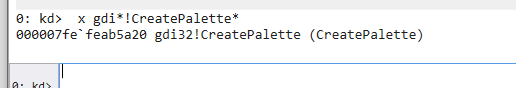 0: kd>  x gdi*!CreatePalette*
000007fe`feab5a20 gdi32!CreatePalette (CreatePalette)
0: kd>